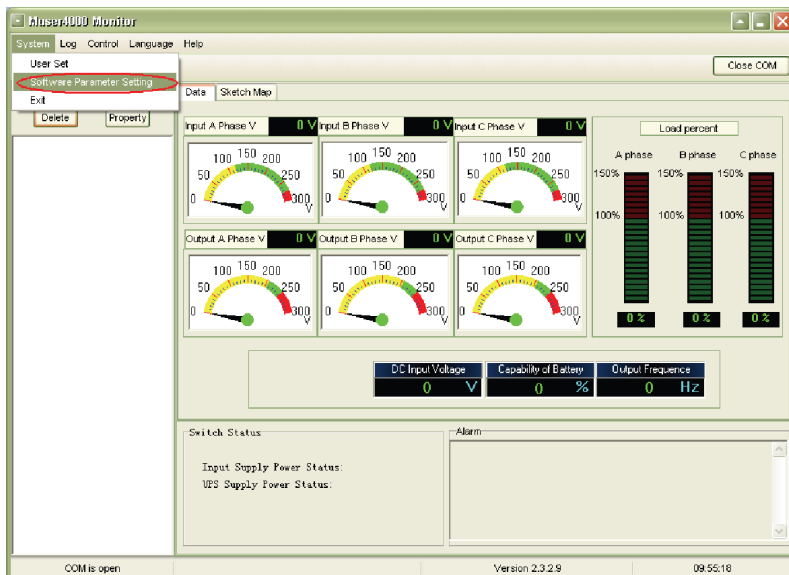 Muser4000 Monitor
System Log Control Language Help
User Set
Software Parameter Setting
Exit
Close COM
Delete Property
Data Sketch Map
Input A Phase V 0 V Input B Phase V 0 V Input C Phase V 0 V
0 50 100 150 200 250 300 V
0 50 100 150 200 250 300 V
0 50 100 150 200 250 300 V
Output A Phase V 0 V Output B Phase V 0 V Output C Phase V 0 V
0 50 100 150 200 250 300 V
0 50 100 150 200 250 300 V
0 50 100 150 200 250 300 V
Load percent
A phase B phase C phase
150% 150% 150%
100% 100% 100%
0 % 0 % 0 %
DC Input Voltage Capability of Battery Output Frequence
0 V 0 % 0 Hz
Switch Status
Input Supply Power Status:
UPS Supply Power Status:
Alarm
COM is open Version 2.3.2.9 09:55:18